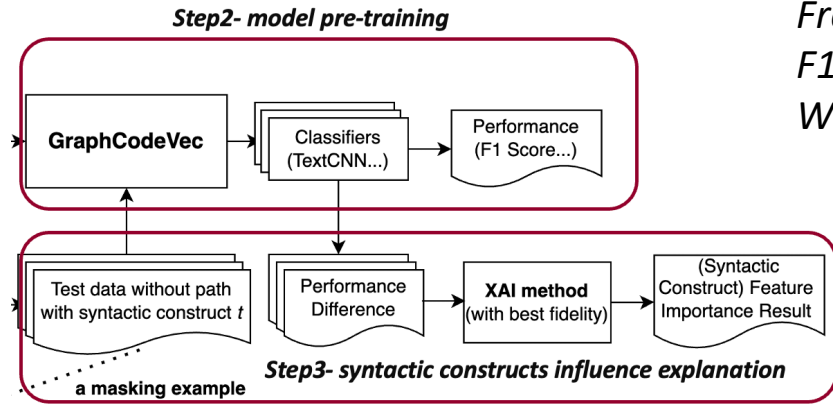 Step2- model pre-training
F1
GraphCodeVec
Classifiers
(TextCNN...)
Performance
(F1 Score...)
Test data without path
with syntactic construct t
Performance
Difference
XAI method
(with best fidelity)
(Syntactic
Construct) Feature
Importance Result
a masking example
Step3- syntactic constructs influence explanation